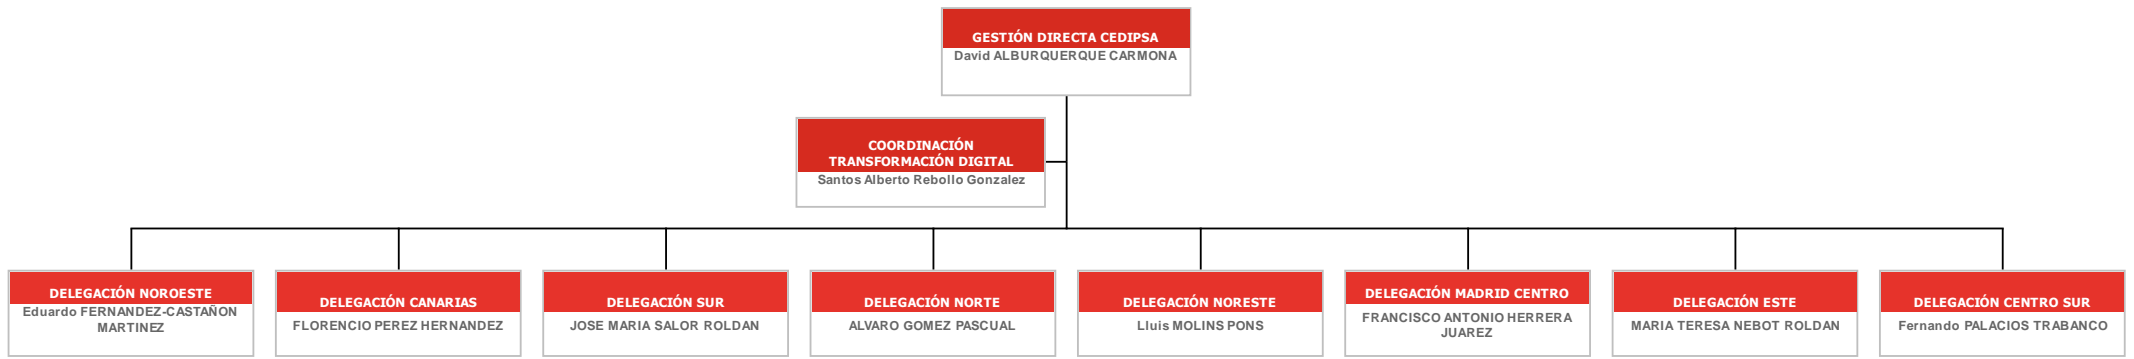 GESTIÓN DIRECTA CEDIPSA
David ALBURQUERQUE CARMONA
COORDINACIÓN
TRANSFORMACIÓN DIGITAL
Santos Alberto Rebollo Gonzalez
DELEGACIÓN NOROESTE
Eduardo FERNANDEZ-CASTAÑON
MARTINEZ
DELEGACIÓN CANARIAS
FLORENCIO PEREZ HERNANDEZ
DELEGACIÓN SUR
JOSE MARIA SALOR ROLDAN
DELEGACIÓN NORTE
ALVARO GOMEZ PASCUAL
DELEGACIÓN NORESTE
Lluis MOLINS PONS
DELEGACIÓN MADRID CENTRO
FRANCISCO ANTONIO HERRERA
JUAREZ
DELEGACIÓN ESTE
MARIA TERESA NEBOT ROLDAN
DELEGACIÓN CENTRO SUR
Fernando PALACIOS TRABANCO